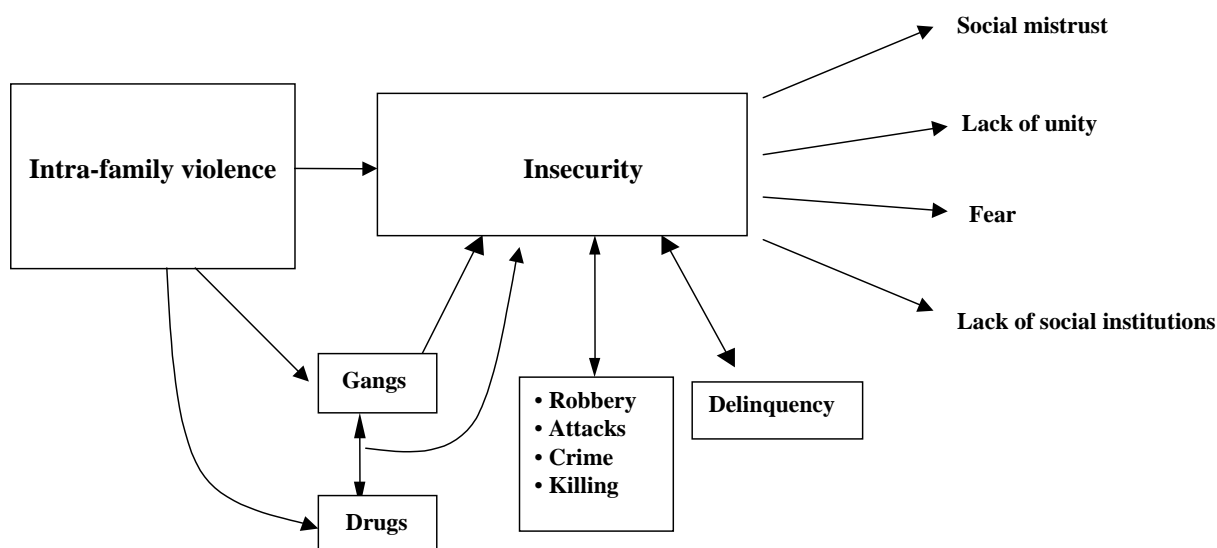 Social mistrust
Lack of unity
Intra-family violence
Insecurity
Fear
Lack of social institutions
Gangs
• Robbery
• Attacks
• Crime
• Killing
Delinquency
Drugs